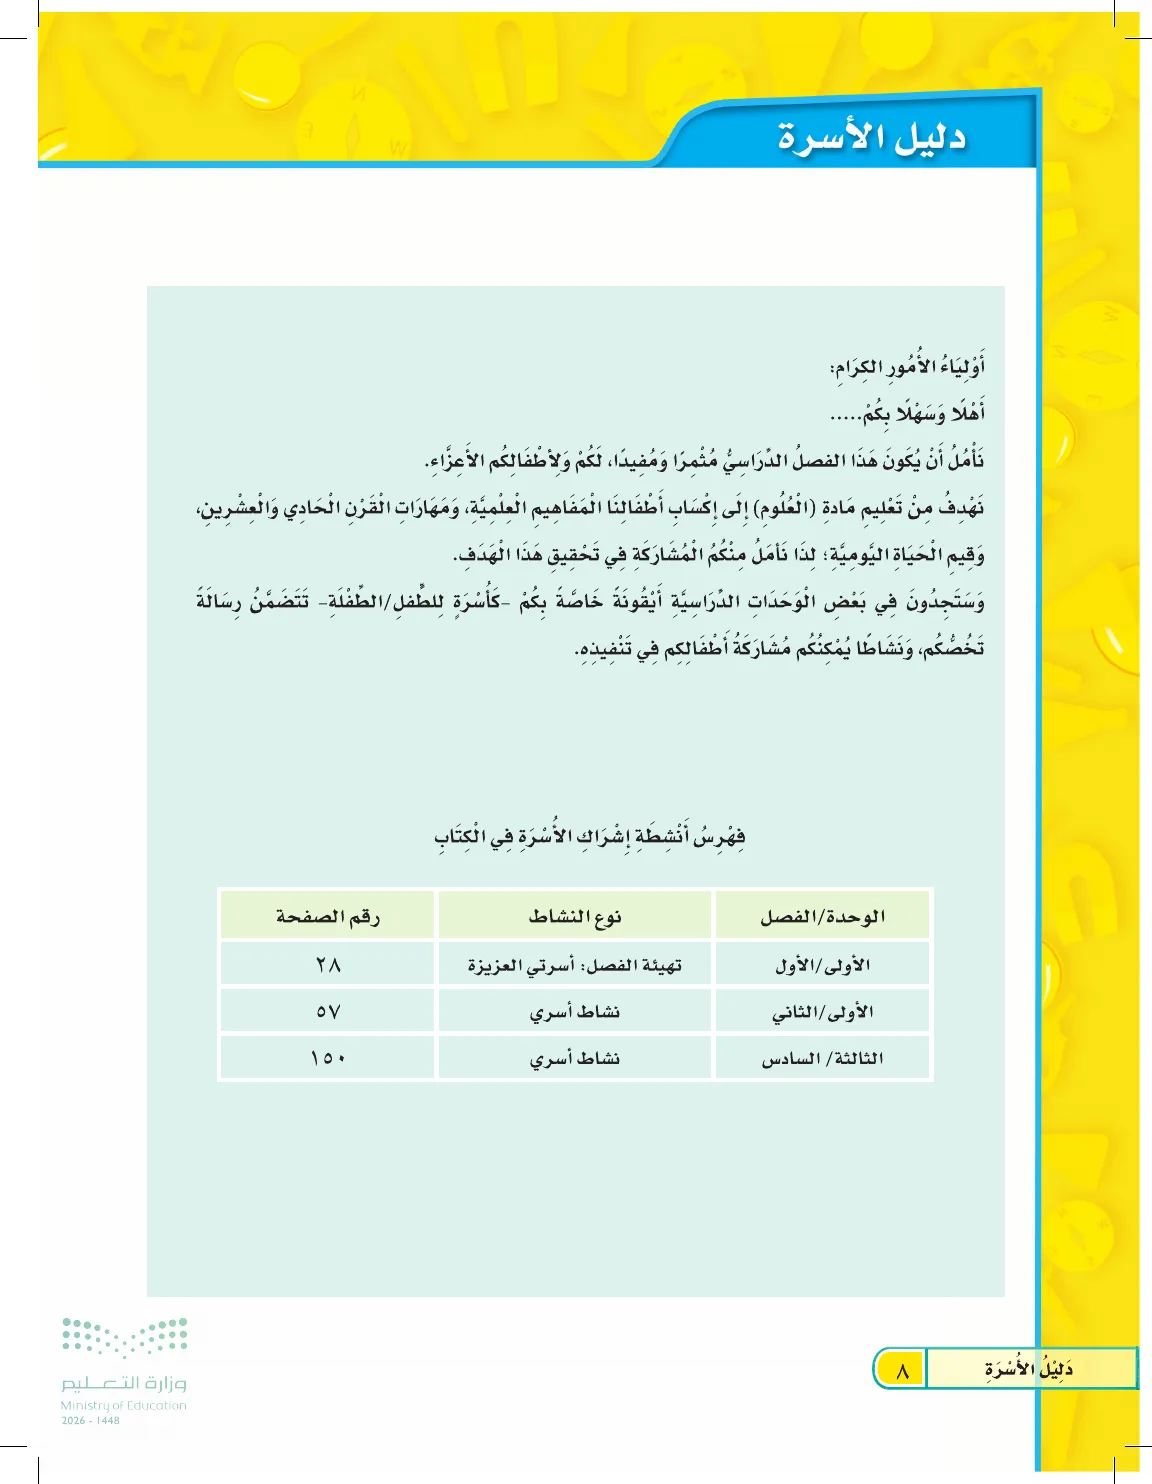 دليل الأسرة
أَوْلِيَاءُ الأُمُورِ الكِرَامِ:
أَهْلًا وَسَهْلًا بِكُمْ.....
نَأْمُلُ أَنْ يُكَونَ هَذَا الفصلُ الدِّرَاسِيُّ مُثْمِرًا وَمُفِيدًا، لَكُمْ وَلِأَطْفَالِكُم الأَعِزَّاءِ.
نَهْدِفُ مِنْ تَعْلِيمِ مَادةِ (الْعُلُومِ) إِلَى إِكْسَابِ أَطْفَالِنَا الْمَفَاهِيمِ الْعِلْمِيَّةِ، وَمَهَارَاتِ الْقَرْنِ الْحَادِي وَالْعِشْرِينِ،
وَقِيمِ الْحَيَاةِ اليَّومِيَّةِ؛ لِذَا نَأْمَلُ مِنْكُمُ الْمُشَارَكَةِ فِي تَحْقِيقِ هَذَا الْهَدَفِ.
وَسَتَجِدُونَ فِي بَعْضِ الْوَحَدَاتِ الدِّرَاسِيَّةِ أَيْقُونَةً خَاصَّةً بِكُمْ -كَأُسْرَةٍ لِلطِّفلِ/الطِّفْلَةِ- تَتَضَمَّنُ رِسَالَةً
تَخُصُّكُم، وَنَشَاطًا يُمْكِنُكُم مُشَارَكَةُ أَطْفَالِكِم فِي تَنْفِيذِهِ.
فِهْرِسُ أَنْشِطَةِ إِشْرَاكِ الأُسْرَةِ فِي الْكِتَابِ
الوحدة/الفصل نوع النشاط رقم الصفحة
الأولى/الأول تهيئة الفصل: أسرتي العزيزة ٢٨
الأولى/الثاني نشاط أسري ٥٧
الثالثة/ السادس نشاط أسري ١٥٠
دَلِيْلُ الأُسْرَةِ ٨
وزارة التعليم
Ministry of Education
2026 - 1448